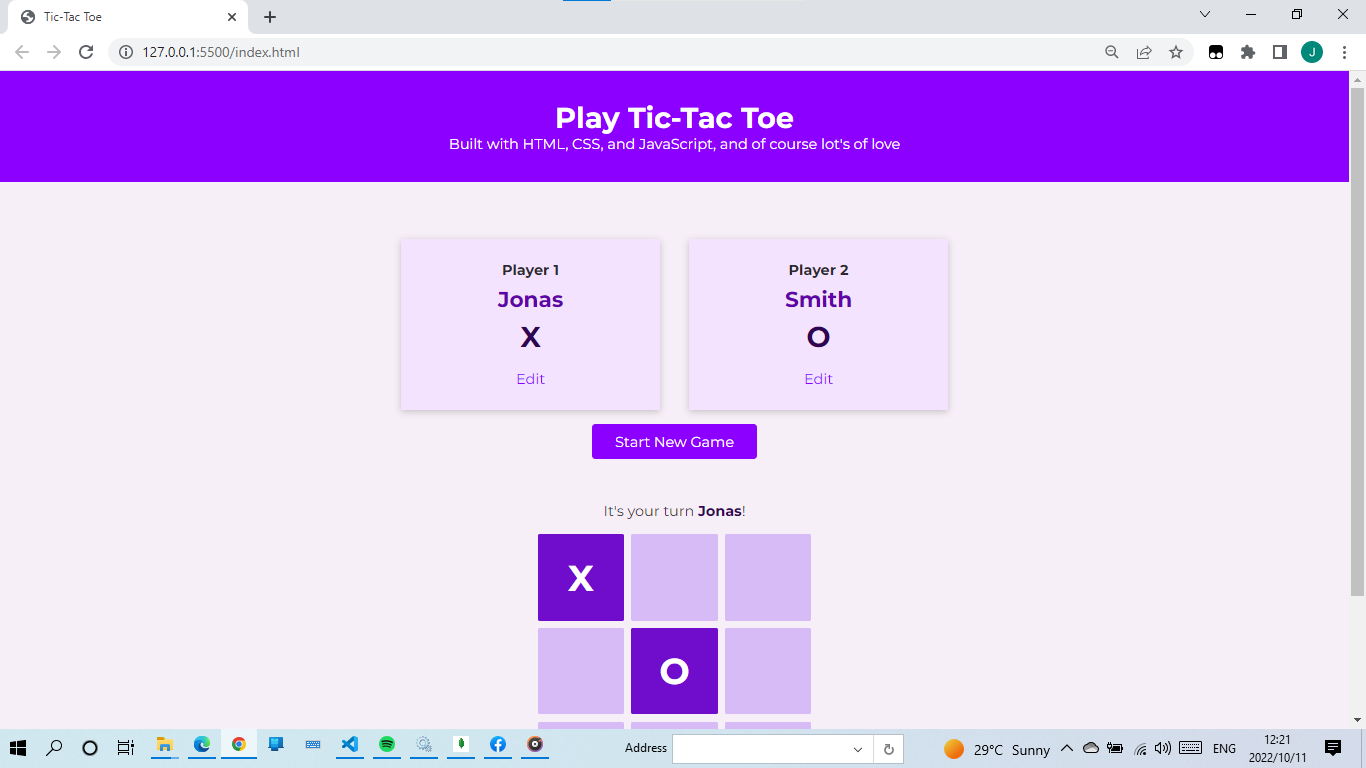 Tic-Tac Toe
127.0.0.1:5500/index.html
J
Play Tic-Tac Toe
Built with HTML, CSS, and JavaScript, and of course lot's of love
Player 1
Jonas
X
Edit
Player 2
Smith
O
Edit
Start New Game
It's your turn Jonas!
X
O
Address
29°C Sunny
ENG
12:21
2022/10/11